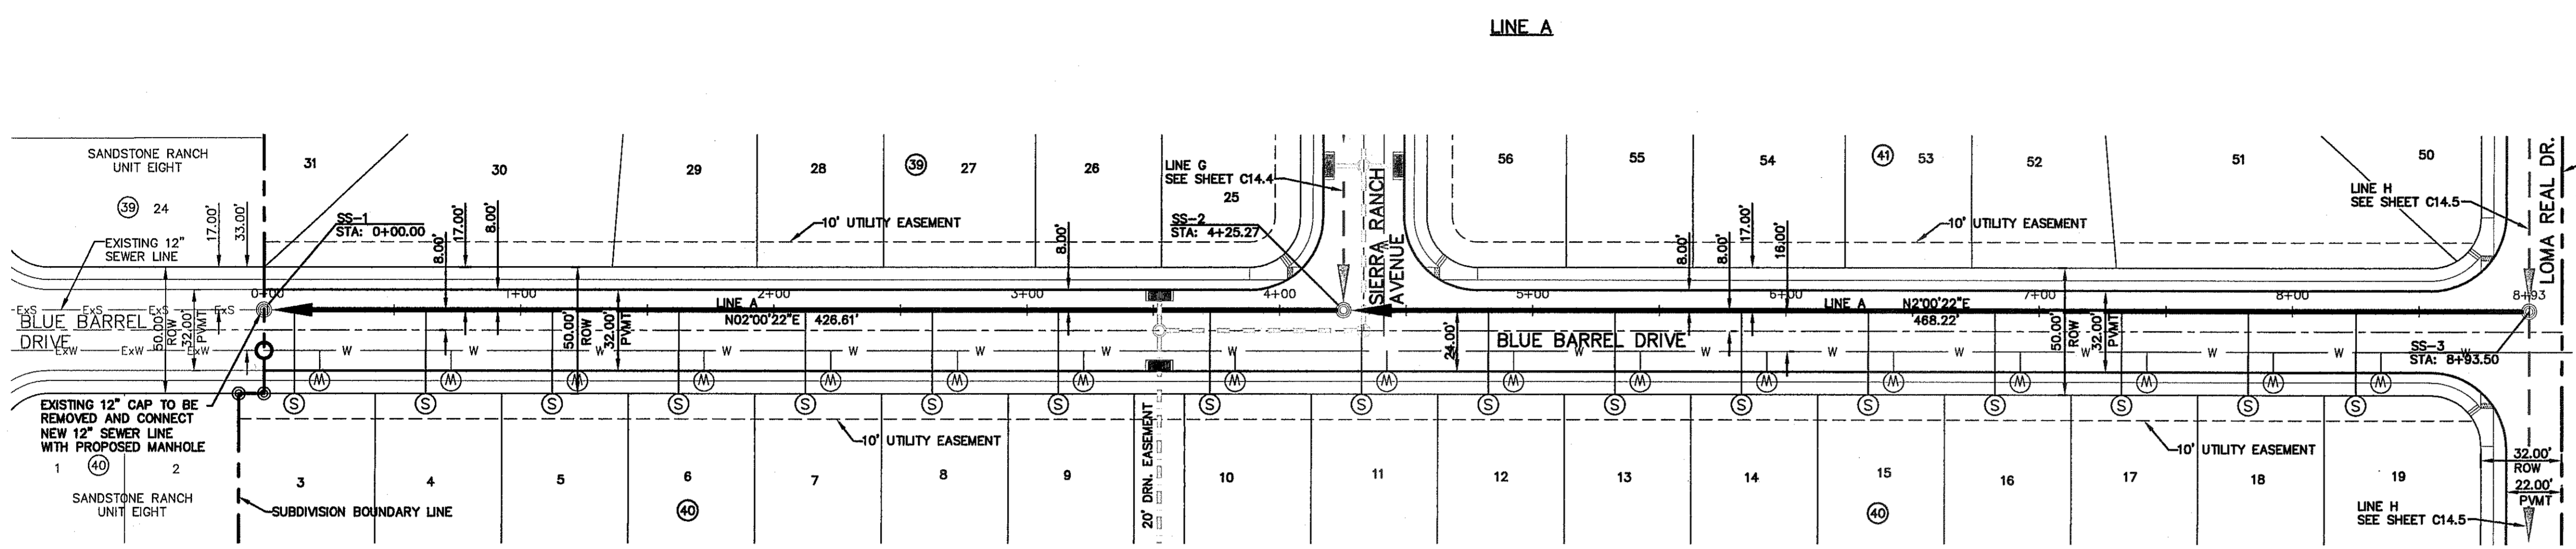 LINE A
SANDSTONE RANCH
UNIT EIGHT
39
24
17.00'
33.00'
EXISTING 12"
SEWER LINE
31
30
29
28
39
27
26
SS-1
STA: 0+00.00
8.00'
17.00'
8.00'
10' UTILITY EASEMENT
8.00'
LINE G
SEE SHEET C14.4
25
SS-2
STA: 4+25.27
SIERRA RANCH
AVENUE
56
55
54
41
53
52
51
50
8.00'
8.00'
17.00'
16.00'
10' UTILITY EASEMENT
LINE H
SEE SHEET C14.5
LOMA REAL DR.
0+00
1+00
2+00
3+00
4+00
5+00
6+00
7+00
8+00
8+93
ExS
ExS
ExS
ExS
BLUE BARREL
DRIVE
ExW
ExW
ExW
50.00'
ROW
32.00'
PVMT
LINE A
N02°00'22"E 426.61'
50.00'
ROW
32.00'
PVMT
24.00'
BLUE BARREL DRIVE
LINE A N2°00'22"E
468.22'
50.00'
ROW
32.00'
PVMT
SS-3
STA: 8+93.50
W W W W W W W W W W W W W W W W W
W W W W W W W W W W W W W W W W W
S S S S S S S S S S S S S S S S S
EXISTING 12" CAP TO BE
REMOVED AND CONNECT
NEW 12" SEWER LINE
WITH PROPOSED MANHOLE
1
40
2
SANDSTONE RANCH
UNIT EIGHT
SUBDIVISION BOUNDARY LINE
3
4
5
6
40
7
8
9
10' UTILITY EASEMENT
20' DRN. EASEMENT
10
11
12
13
14
15
40
16
17
18
19
10' UTILITY EASEMENT
32.00'
ROW
22.00'
PVMT
LINE H
SEE SHEET C14.5